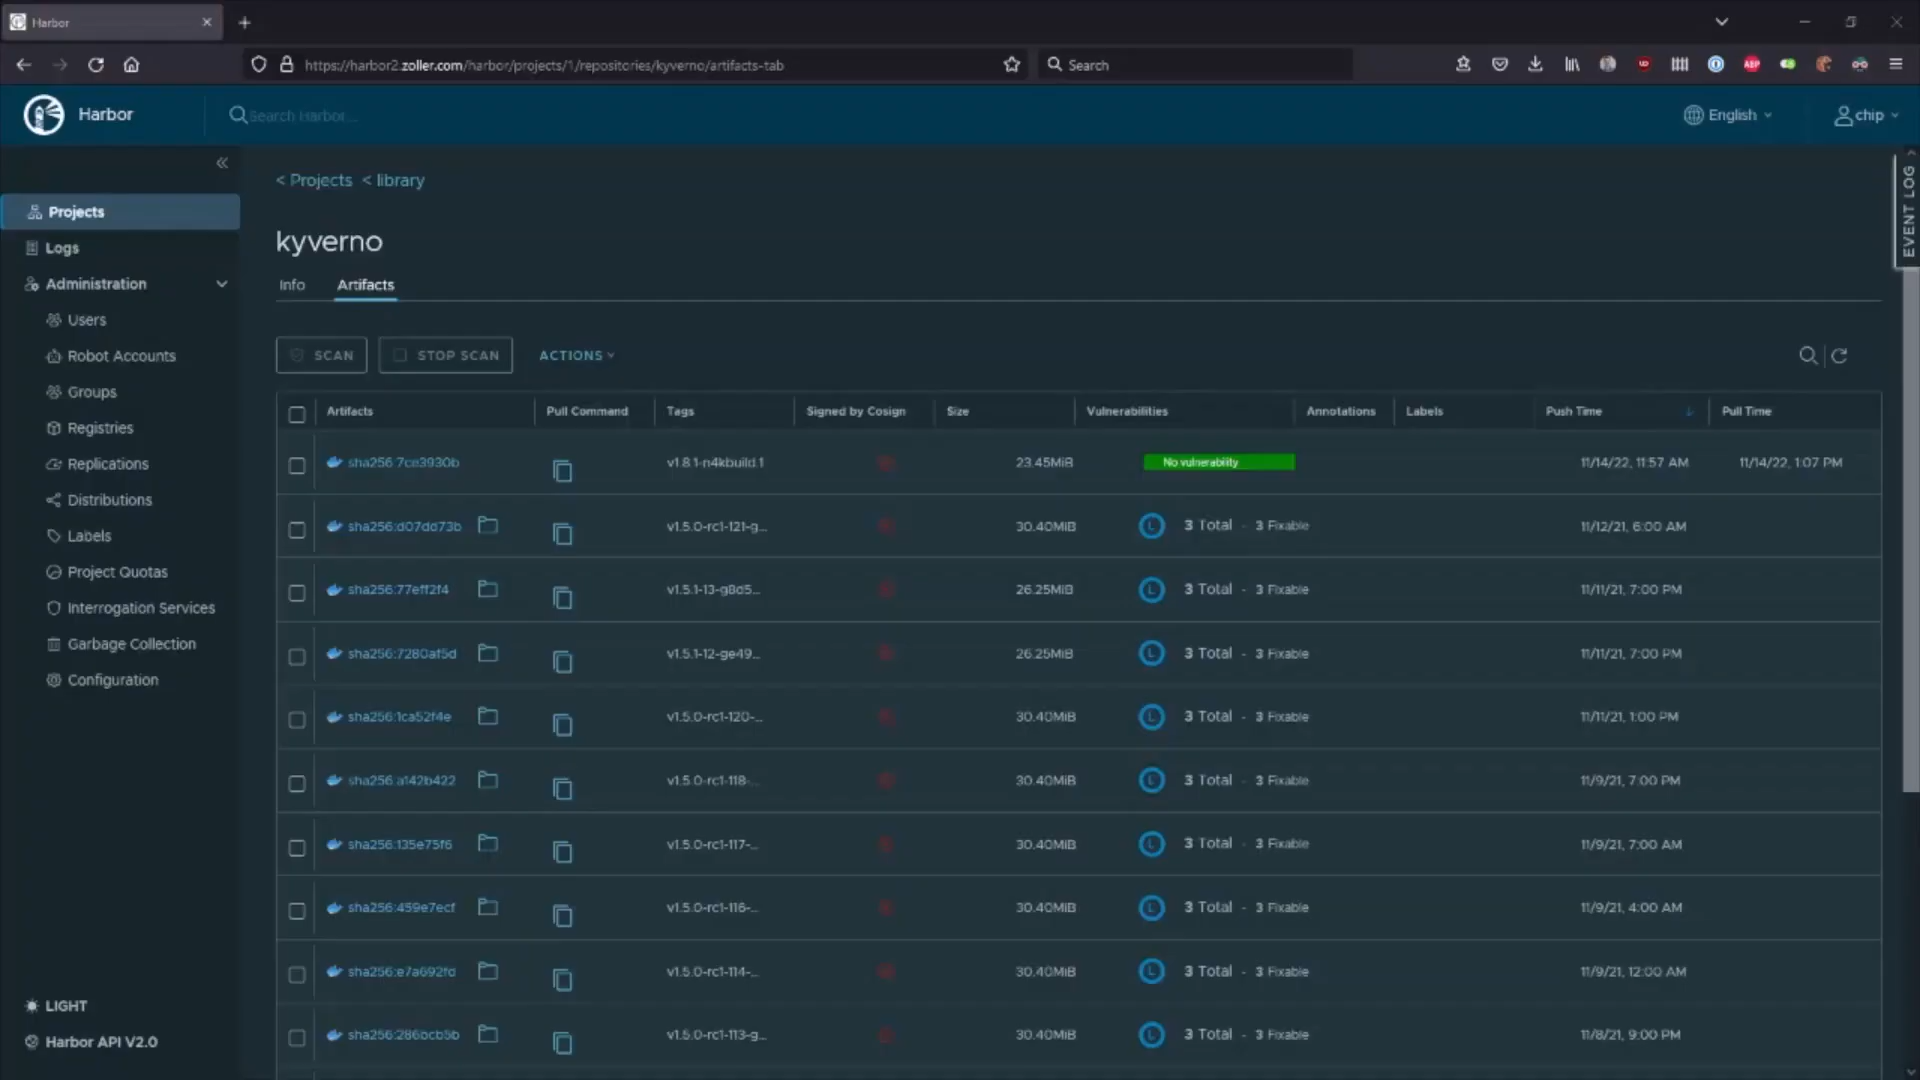 Harbor
https://harbor2.zoller.com/harbor/projects/1/repositories/kyverno/artifacts-tab
Search
Harbor
Search Harbor...
English
chip
EVENT LOG
Projects
Logs
Administration
Users
Robot Accounts
Groups
Registries
Replications
Distributions
Labels
Project Quotas
Interrogation Services
Garbage Collection
Configuration
LIGHT
Harbor API V2.0
< Projects < library
kyverno
Info Artifacts
SCAN STOP SCAN ACTIONS
Artifacts Pull Command Tags Signed by Cosign Size Vulnerabilities Annotations Labels Push Time Pull Time
sha256:7ce3930b v1.8.1-n4kbuild.1 23.45MiB No vulnerability 11/14/22, 11:57 AM 11/14/22, 1:07 PM
sha256:d07dd73b v1.5.0-rc1-121-g... 30.40MiB L 3 Total - 3 Fixable 11/12/21, 6:00 AM
sha256:77eff2f4 v1.5.1-13-g8d5... 26.25MiB L 3 Total - 3 Fixable 11/11/21, 7:00 PM
sha256:7280af5d v1.5.1-12-ge49... 26.25MiB L 3 Total - 3 Fixable 11/11/21, 7:00 PM
sha256:1ca52f4e v1.5.0-rc1-120-... 30.40MiB L 3 Total - 3 Fixable 11/11/21, 1:00 PM
sha256:a142b422 v1.5.0-rc1-118-... 30.40MiB L 3 Total - 3 Fixable 11/9/21, 7:00 PM
sha256:135e75f6 v1.5.0-rc1-117-... 30.40MiB L 3 Total - 3 Fixable 11/9/21, 7:00 AM
sha256:459e7ecf v1.5.0-rc1-116-... 30.40MiB L 3 Total - 3 Fixable 11/9/21, 4:00 AM
sha256:e7a692fd v1.5.0-rc1-114-... 30.40MiB L 3 Total - 3 Fixable 11/9/21, 12:00 AM
sha256:286bcb5b v1.5.0-rc1-113-g... 30.40MiB L 3 Total - 3 Fixable 11/8/21, 9:00 PM